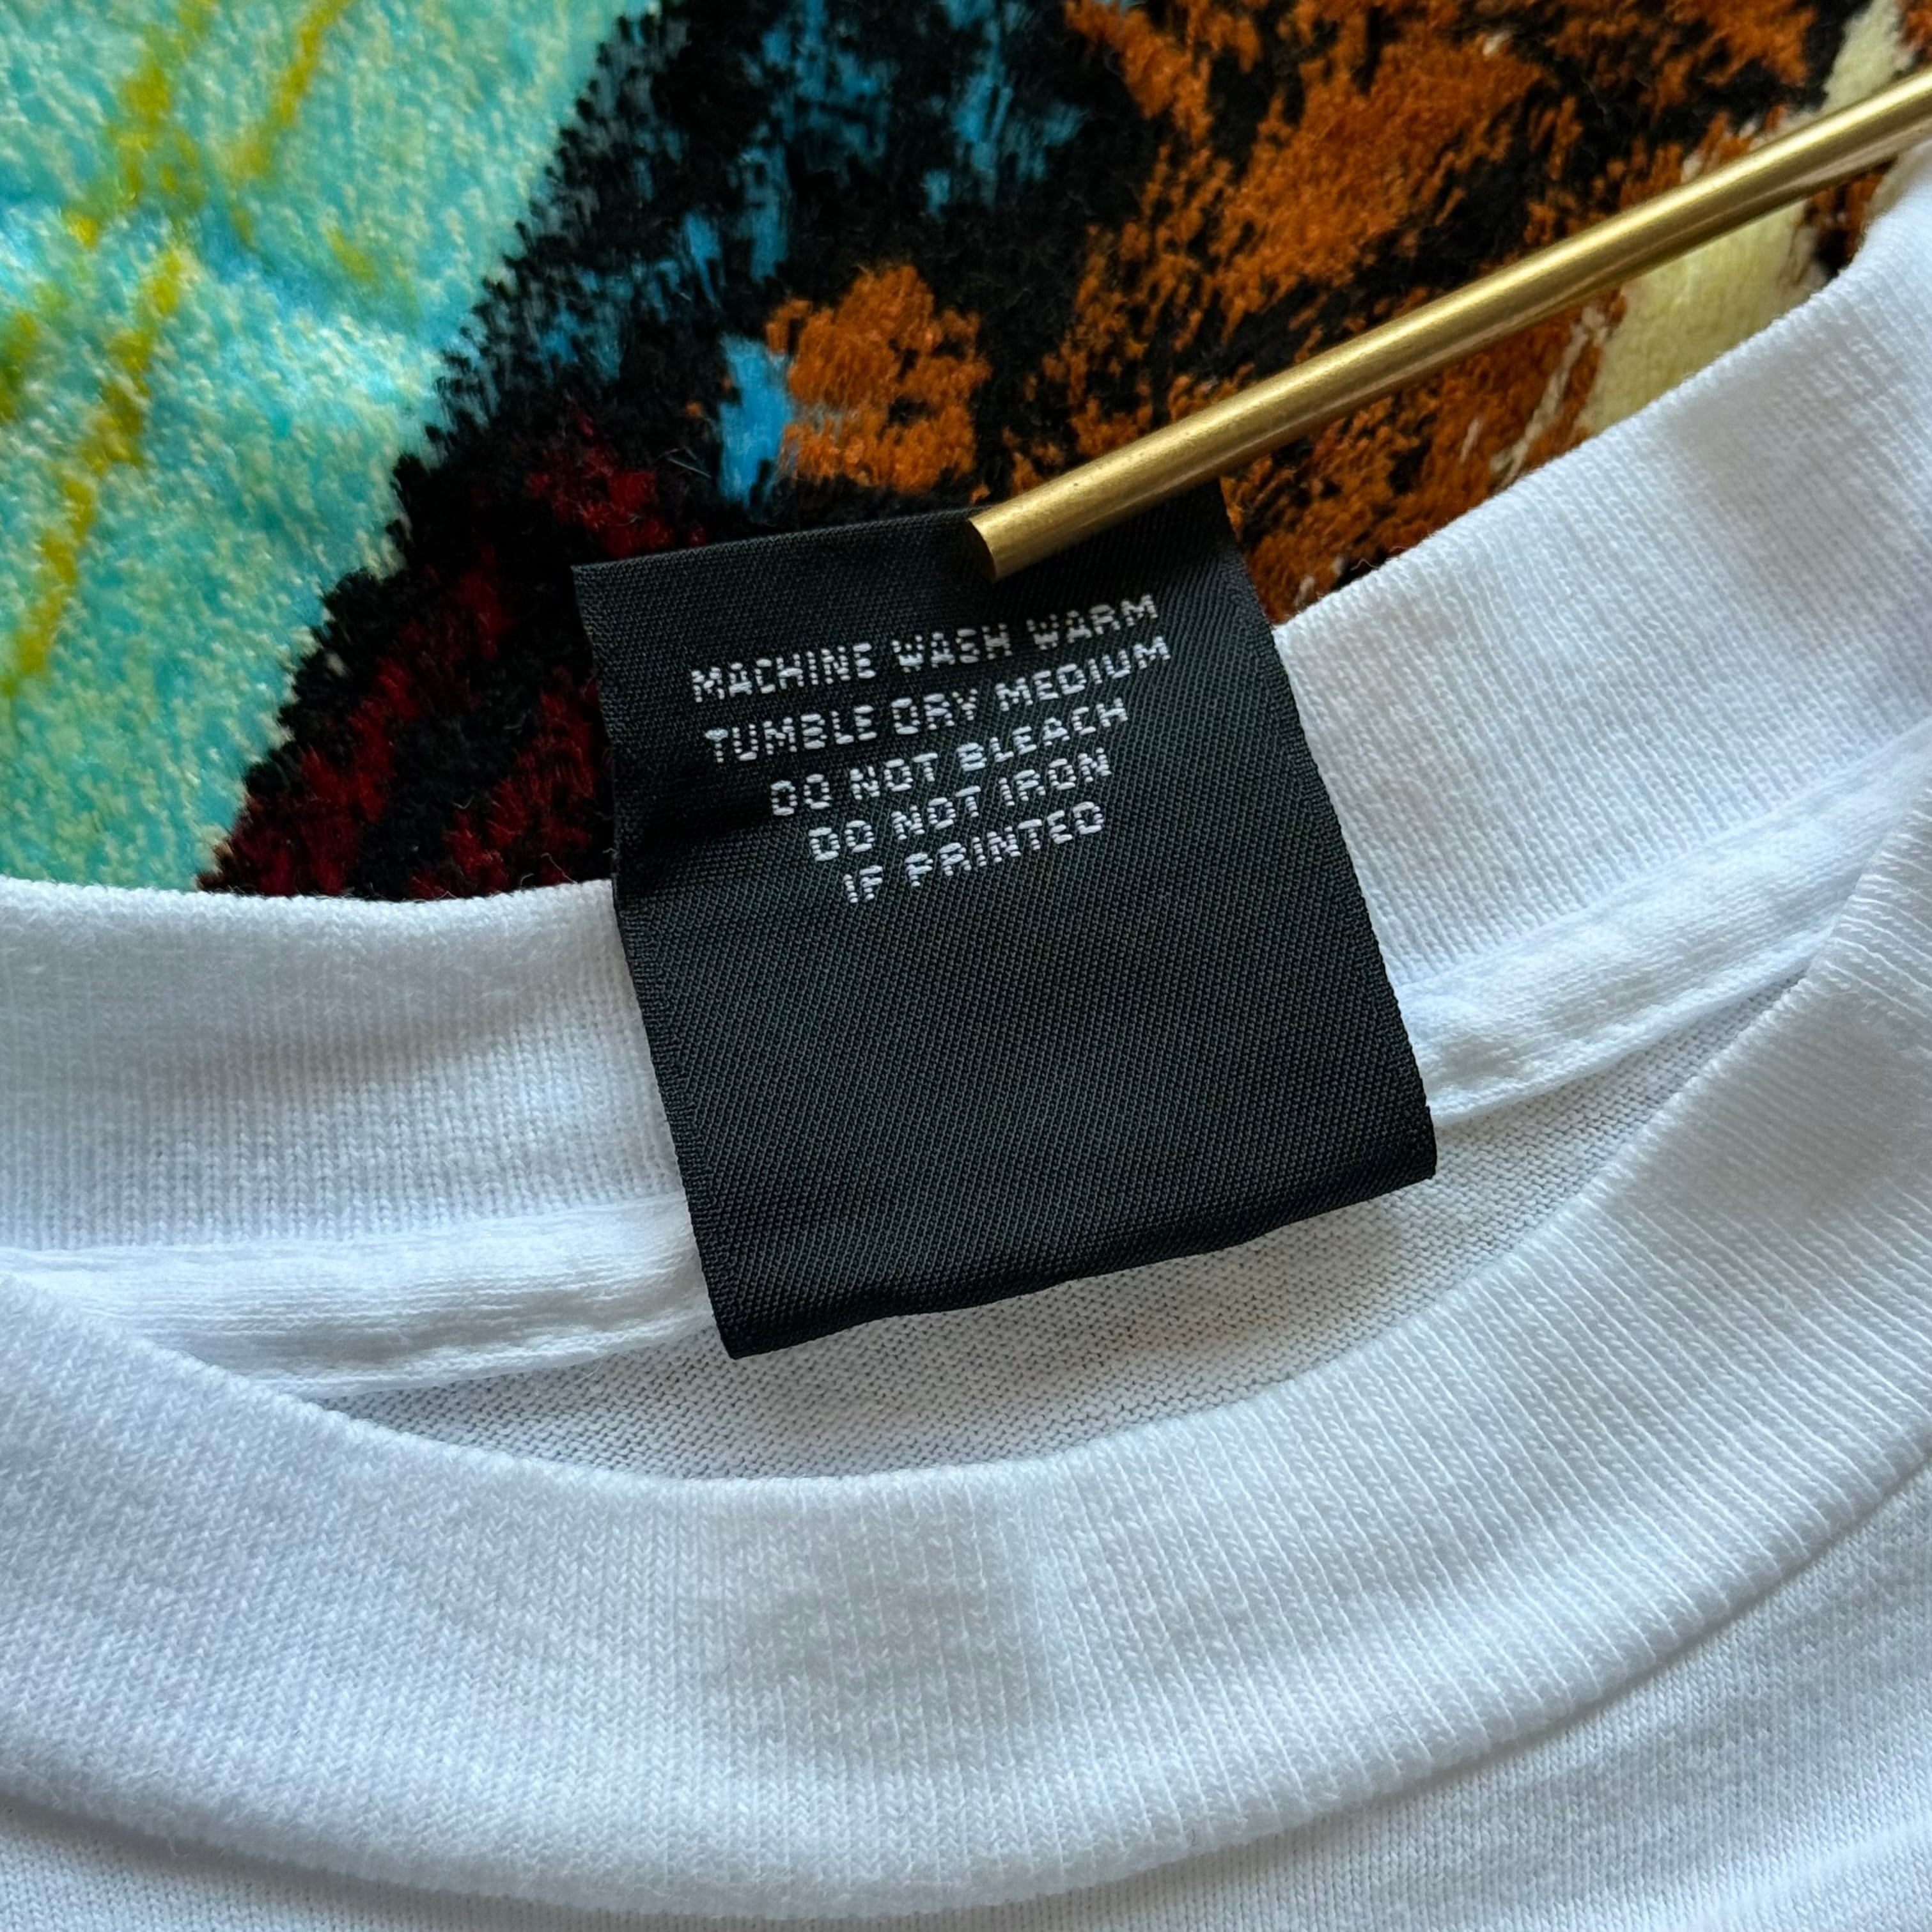 MACHINE WASH WARM
TUMBLE DRY MEDIUM
DO NOT BLEACH
DO NOT IRON
IF PRINTED